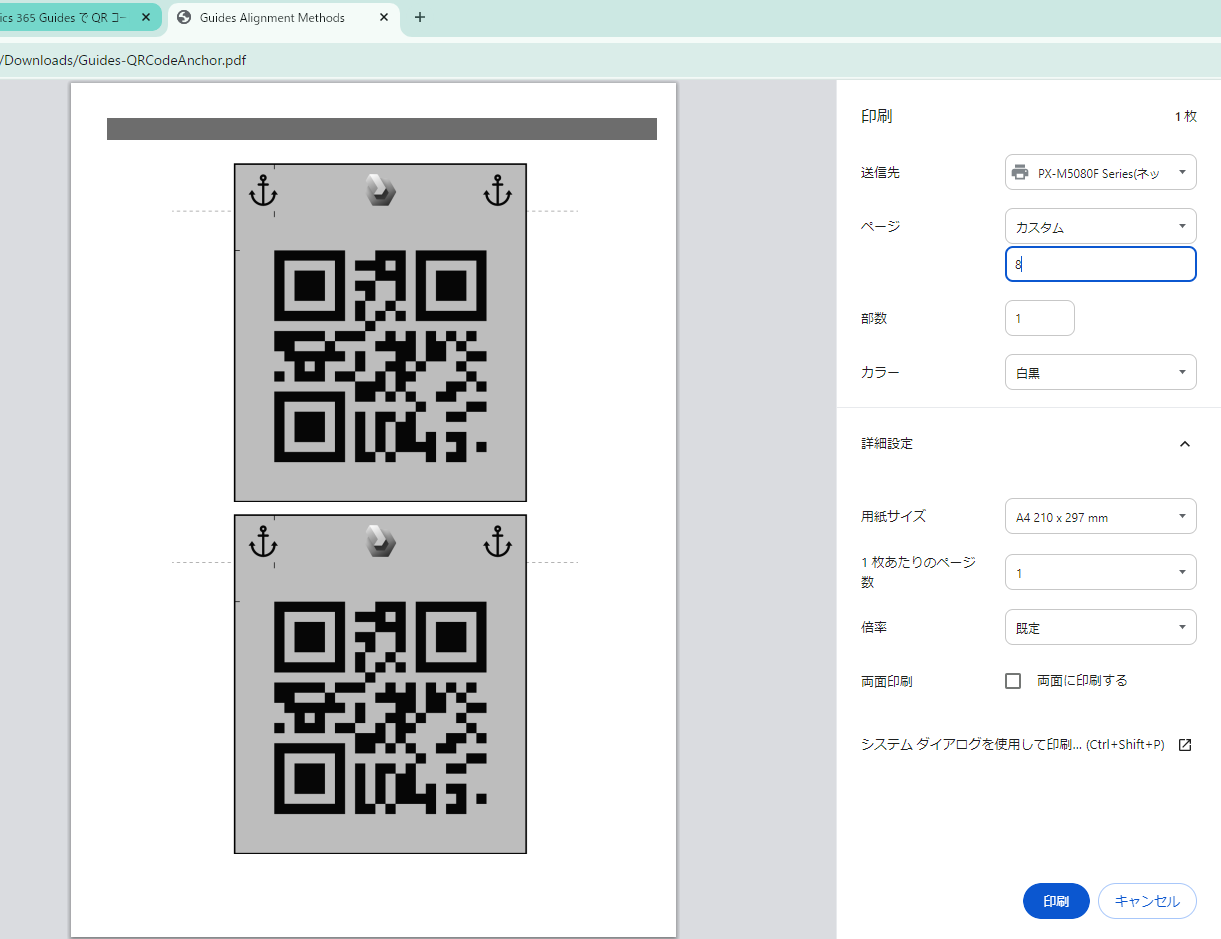 ics 365 Guides で QR コー
Guides Alignment Methods
/Downloads/Guides-QRCodeAnchor.pdf
印刷
1 枚
送信先
PX-M5080F Series(ネッ
ページ
カスタム
8
部数
1
カラー
白黒
詳細設定
用紙サイズ
A4 210 x 297 mm
1 枚あたりのページ
数
1
倍率
既定
両面印刷
両面に印刷する
システム ダイアログを使用して印刷... (Ctrl+Shift+P)
印刷
キャンセル